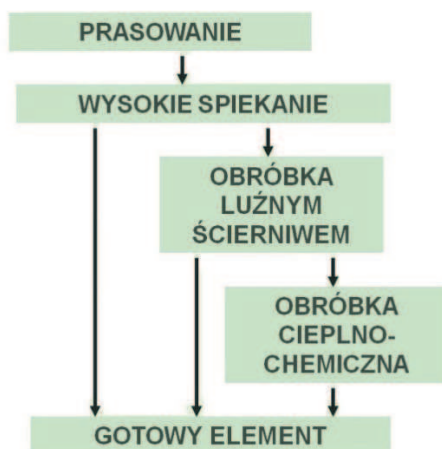 PRASOWANIE
WYSOKIE SPIEKANIE
OBRÓBKA
LUŹNYM
ŚCIERNIWEM
OBRÓBKA
CIEPLNO-
CHEMICZNA
GOTOWY ELEMENT